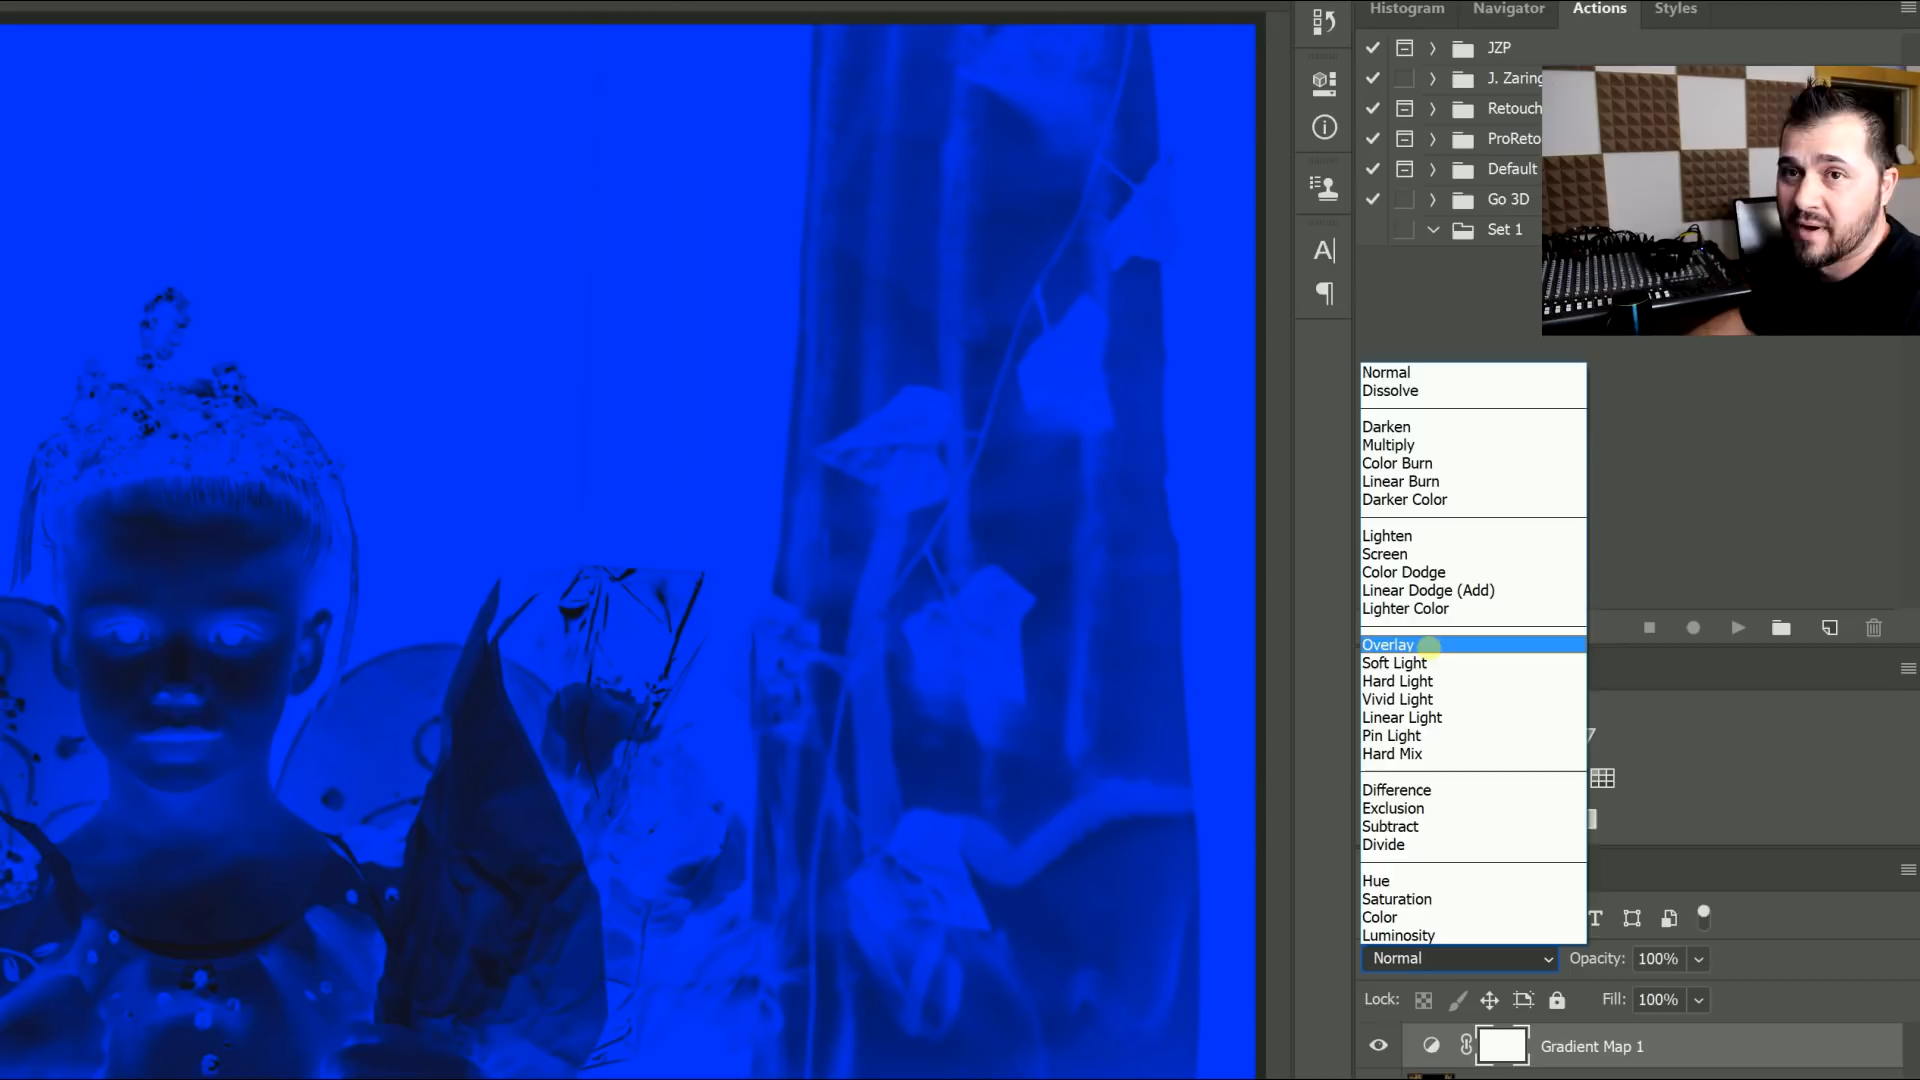 Histogram Navigator Actions Styles
JZP
J. Zaring
Retouch
ProReto
Default
Go 3D
Set 1
A
¶
Normal
Dissolve
Darken
Multiply
Color Burn
Linear Burn
Darker Color
Lighten
Screen
Color Dodge
Linear Dodge (Add)
Lighter Color
Overlay
Soft Light
Hard Light
Vivid Light
Linear Light
Pin Light
Hard Mix
Difference
Exclusion
Subtract
Divide
Hue
Saturation
Color
Luminosity
T
Normal Opacity: 100%
Lock: Fill: 100%
Gradient Map 1